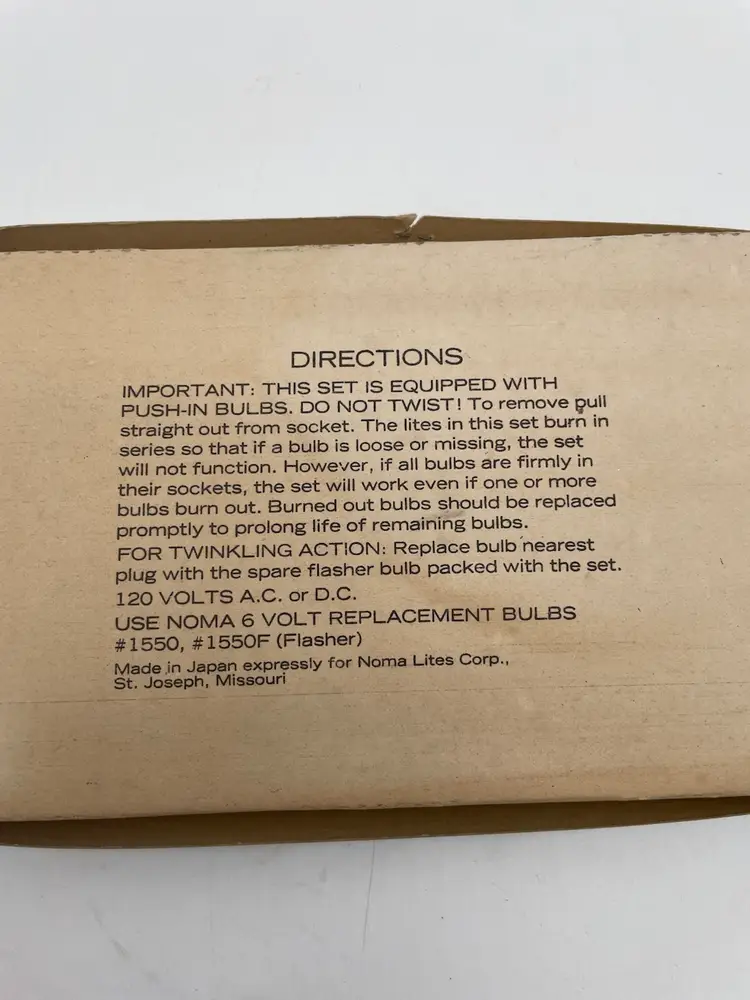 DIRECTIONS
IMPORTANT: THIS SET IS EQUIPPED WITH
PUSH-IN BULBS. DO NOT TWIST! To remove pull
straight out from socket. The lites in this set burn in
series so that if a bulb is loose or missing, the set
will not function. However, if all bulbs are firmly in
their sockets, the set will work even if one or more
bulbs burn out. Burned out bulbs should be replaced
promptly to prolong life of remaining bulbs.
FOR TWINKLING ACTION: Replace bulb nearest
plug with the spare flasher bulb packed with the set.
120 VOLTS A.C. or D.C.
USE NOMA 6 VOLT REPLACEMENT BULBS
#1550, #1550F (Flasher)
Made in Japan expressly for Noma Lites Corp.,
St. Joseph, Missouri